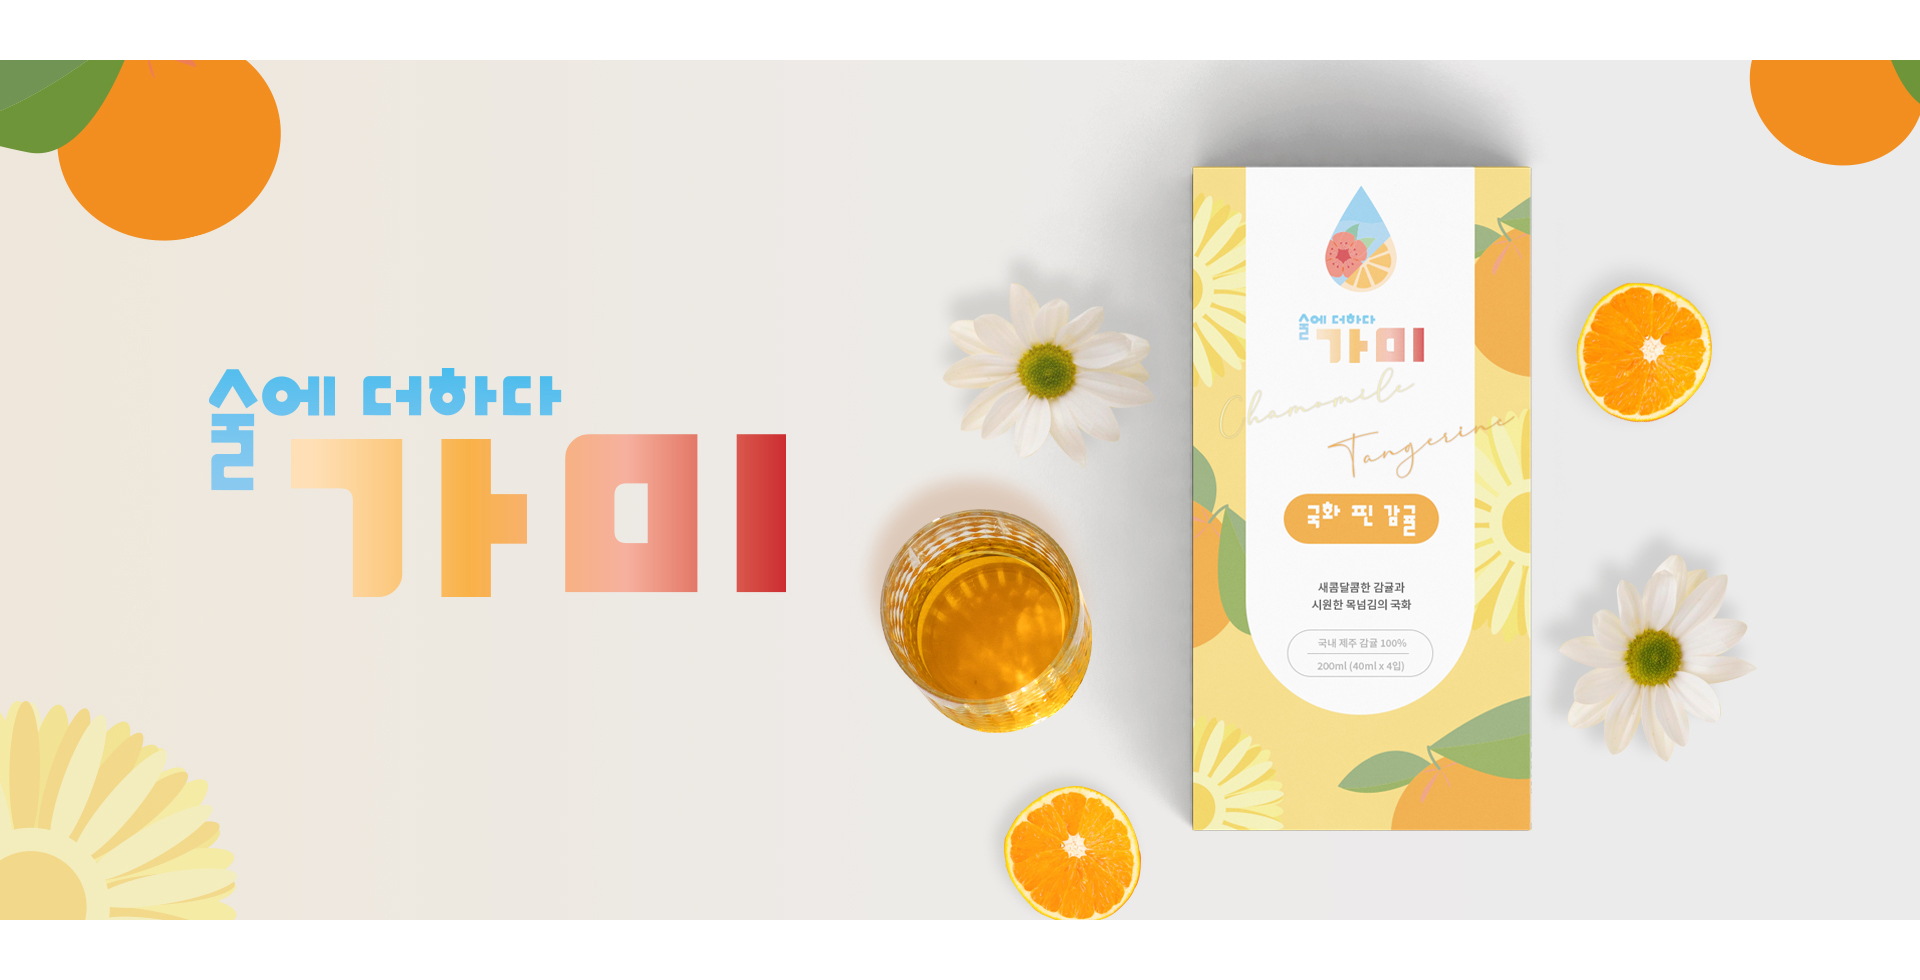 술에 더하다
가미
술에 더하다
가미
Chamomile
Tangerine
국화 핀 감귤
새콤달콤한 감귤과
시원한 목넘김의 국화
국내 제주 감귤 100%
200ml (40ml x 4입)